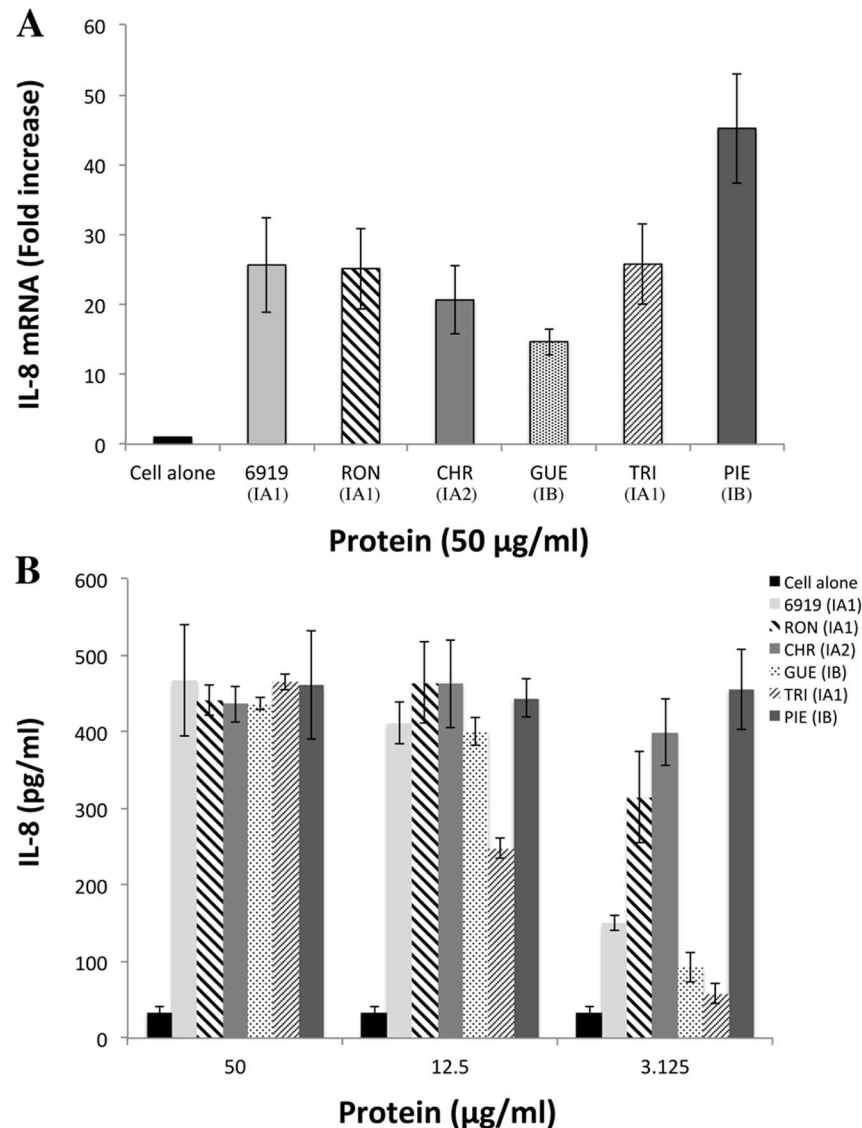 A
IL-8 mRNA (Fold increase)
60
50
40
30
20
10
0
Cell alone 6919 RON CHR GUE TRI PIE
(IA1) (IA1) (IA2) (IB) (IA1) (IB)
Protein (50 µg/ml)
B
IL-8 (pg/ml)
600
500
400
300
200
100
0
50 12.5 3.125
Protein (µg/ml)
Cell alone
6919 (IA1)
RON (IA1)
CHR (IA2)
GUE (IB)
TRI (IA1)
PIE (IB)